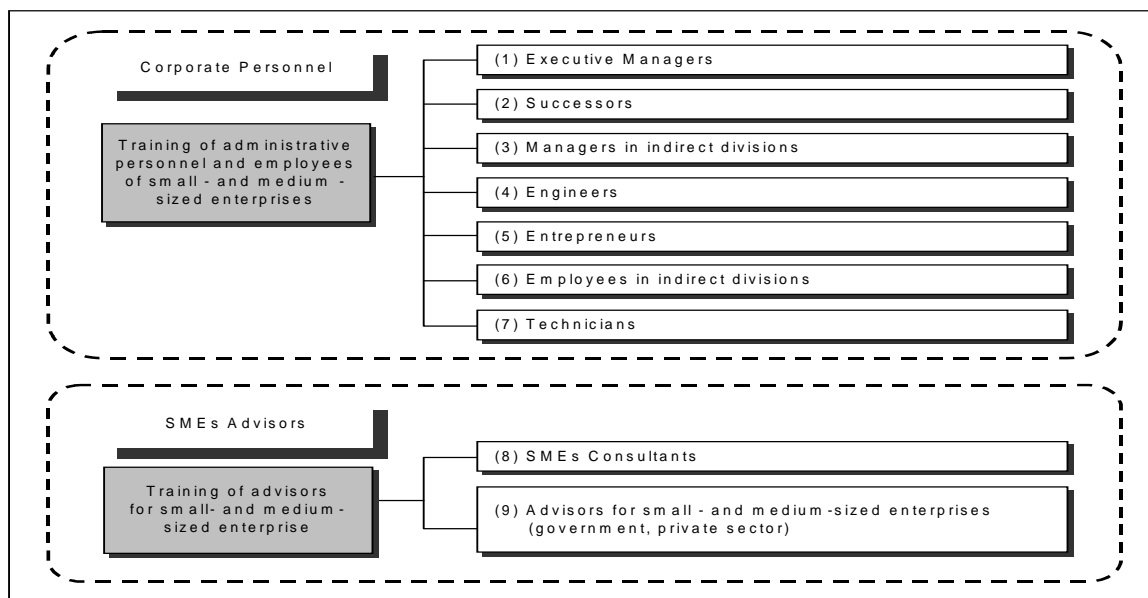 Corporate Personnel
Training of administrative
personnel and employees
of small - and medium -
sized enterprises
(1) Executive Managers
(2) Successors
(3) Managers in indirect divisions
(4) Engineers
(5) Entrepreneurs
(6) Employees in indirect divisions
(7) Technicians
SMEs Advisors
Training of advisors
for small- and medium-
sized enterprise
(8) SMEs Consultants
(9) Advisors for small - and medium -sized enterprises
(government, private sector)